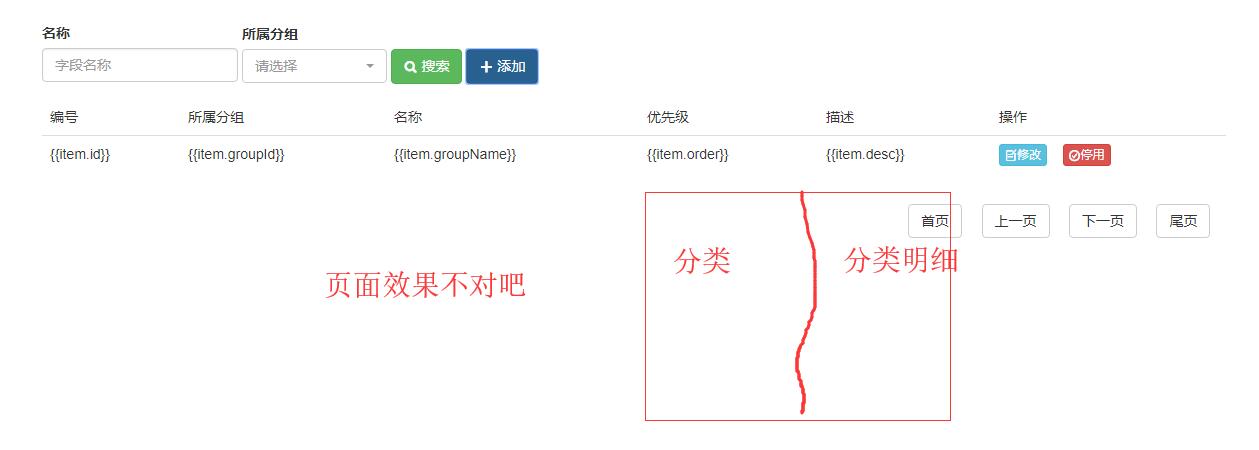 名称 所属分组
字段名称 请选择 搜索 添加
编号 所属分组 名称 优先级 描述 操作
{{item.id}} {{item.groupId}} {{item.groupName}} {{item.order}} {{item.desc}} 修改 停用
首页 上一页 下一页 尾页
分类 分类明细
页面效果不对吧